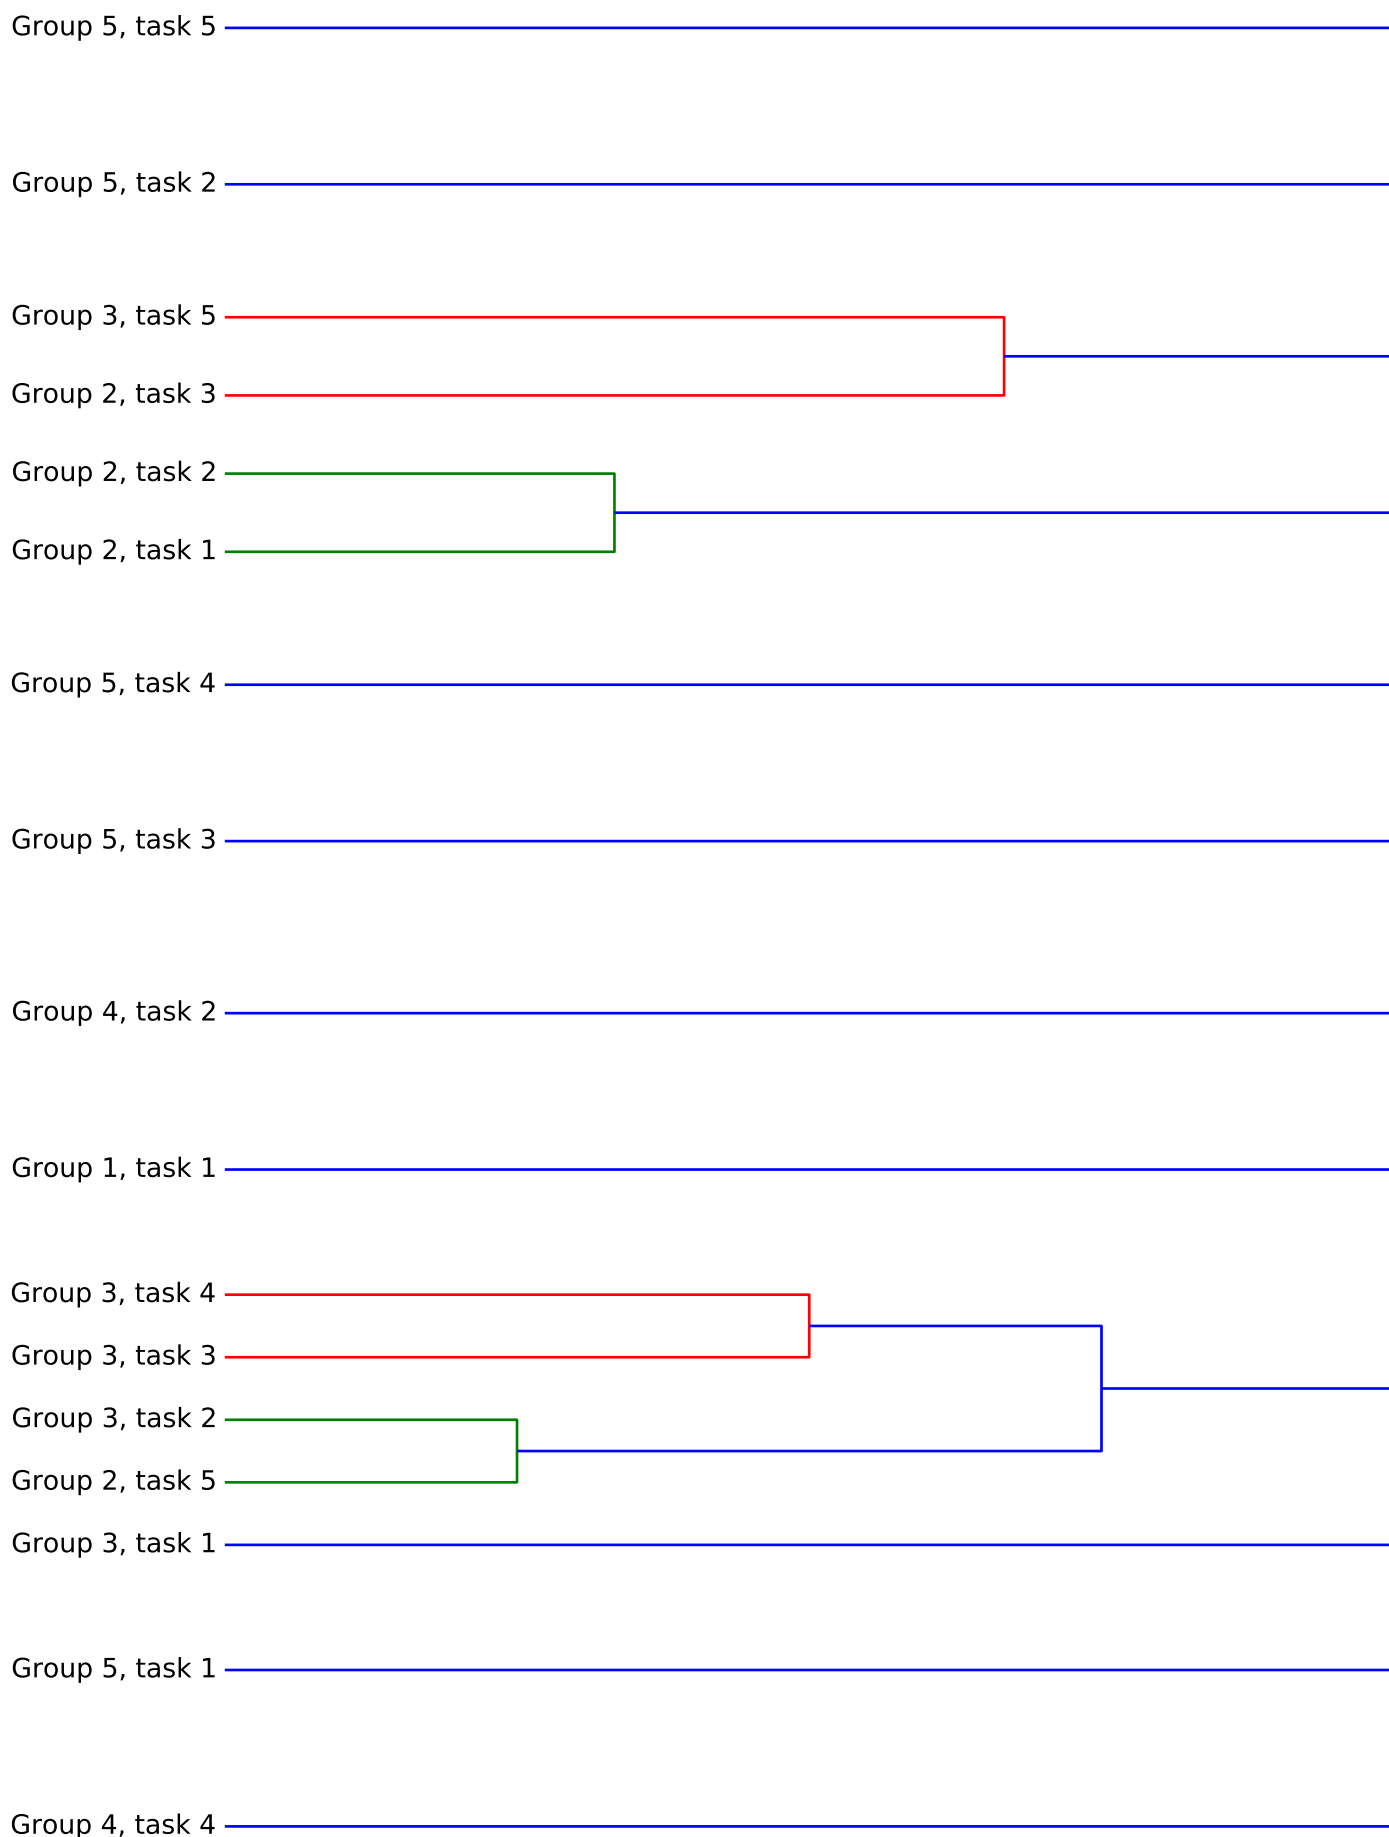 Group 5, task 5
Group 5, task 2
Group 3, task 5
Group 2, task 3
Group 2, task 2
Group 2, task 1
Group 5, task 4
Group 5, task 3
Group 4, task 2
Group 1, task 1
Group 3, task 4
Group 3, task 3
Group 3, task 2
Group 2, task 5
Group 3, task 1
Group 5, task 1
Group 4, task 4